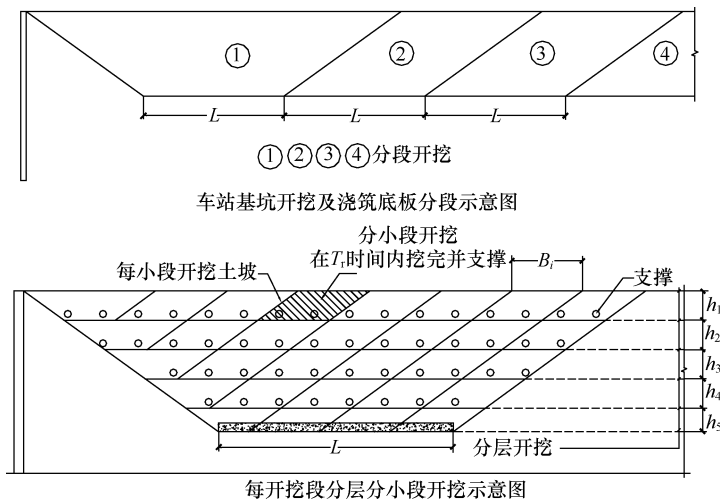 ① ② ③ ④
L L L
①②③④分段开挖
车站基坑开挖及浇筑底板分段示意图
分小段开挖
在Tr时间内挖完并支撑
每小段开挖土坡
Bi
支撑
h1
h2
h3
h4
h5
L
分层开挖
每开挖段分层分小段开挖示意图